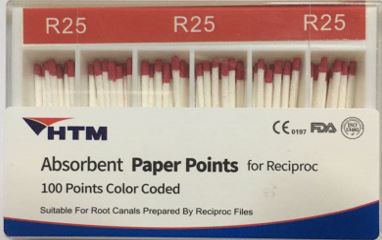 R25 R25 R25
HTM
CE 0197 FDA ISO
Absorbent Paper Points for Reciproc
100 Points Color Coded
Suitable For Root Canals Prepared By Reciproc Files